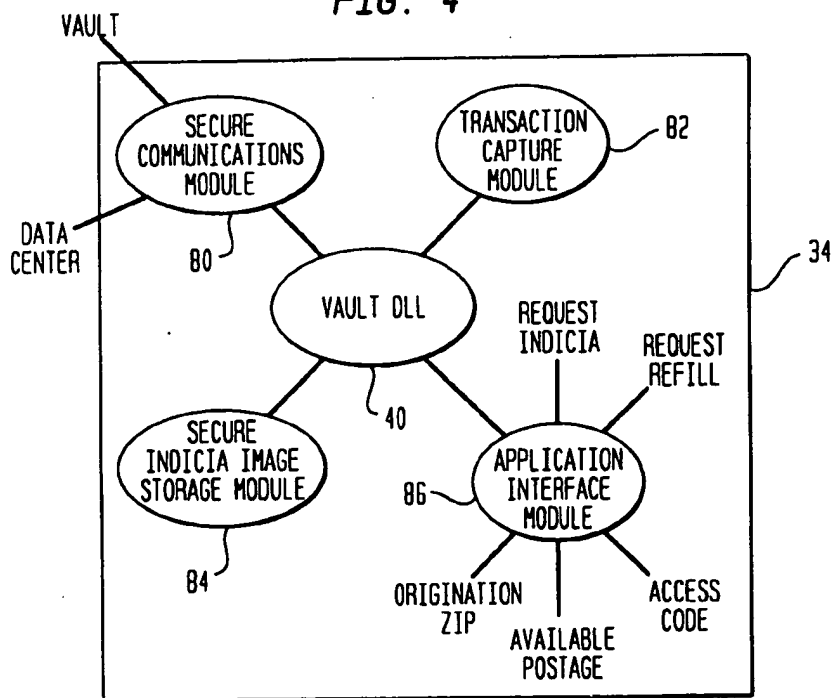 FIG. 4
VAULT
SECURE
COMMUNICATIONS
MODULE
TRANSACTION
CAPTURE
MODULE
82
DATA
CENTER
80
34
VAULT DLL
REQUEST
INDICIA
REQUEST
REFILL
40
SECURE
INDICIA IMAGE
STORAGE MODULE
APPLICATION
INTERFACE
MODULE
86
84
ORIGINATION
ZIP
ACCESS
CODE
AVAILABLE
POSTAGE